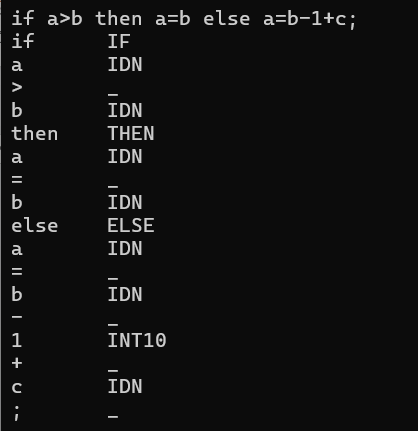 if a>b then a=b else a=b-1+c;
if      IF
a       IDN
>       _
b       IDN
then    THEN
a       IDN
=       _
b       IDN
else    ELSE
a       IDN
=       _
b       IDN
-       _
1       INT10
+       _
c       IDN
;       _